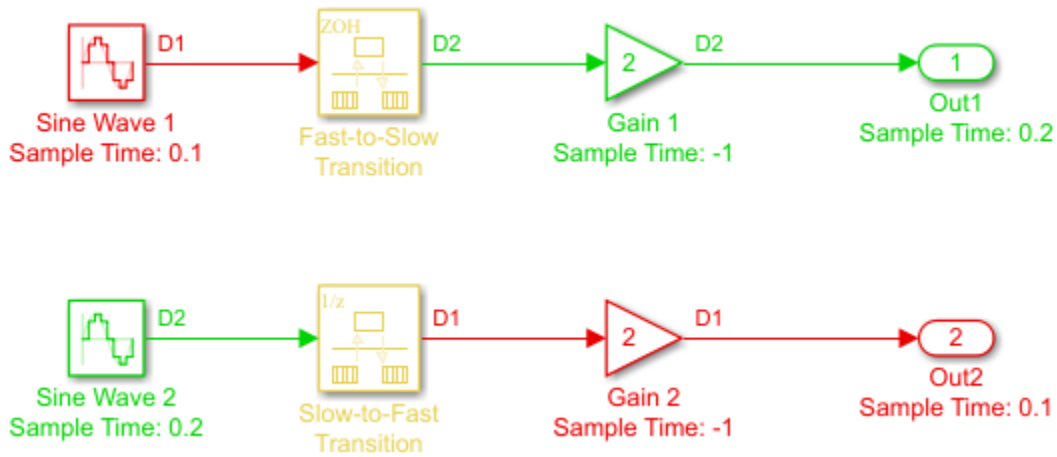 D1
ZOH
D2
2
D2
1
Sine Wave 1
Sample Time: 0.1
Fast-to-Slow
Transition
Gain 1
Sample Time: -1
Out1
Sample Time: 0.2
D2
1/z
D1
2
D1
2
Sine Wave 2
Sample Time: 0.2
Slow-to-Fast
Transition
Gain 2
Sample Time: -1
Out2
Sample Time: 0.1